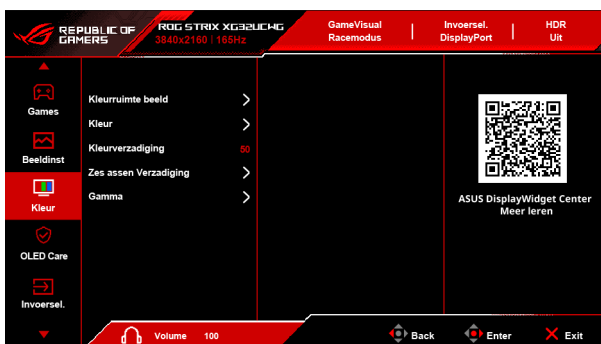 REPUBLIC OF
GAMERS
ROG STRIX XG32UCWG
3840x2160 | 165Hz
GameVisual
Racemodus
Invoersel.
DisplayPort
HDR
Uit
Games
Beeldinst
Kleur
OLED Care
Invoersel.
Kleurruimte beeld
Kleur
Kleurverzadiging 50
Zes assen Verzadiging
Gamma
ASUS DisplayWidget Center
Meer leren
Volume 100
Back
Enter
Exit